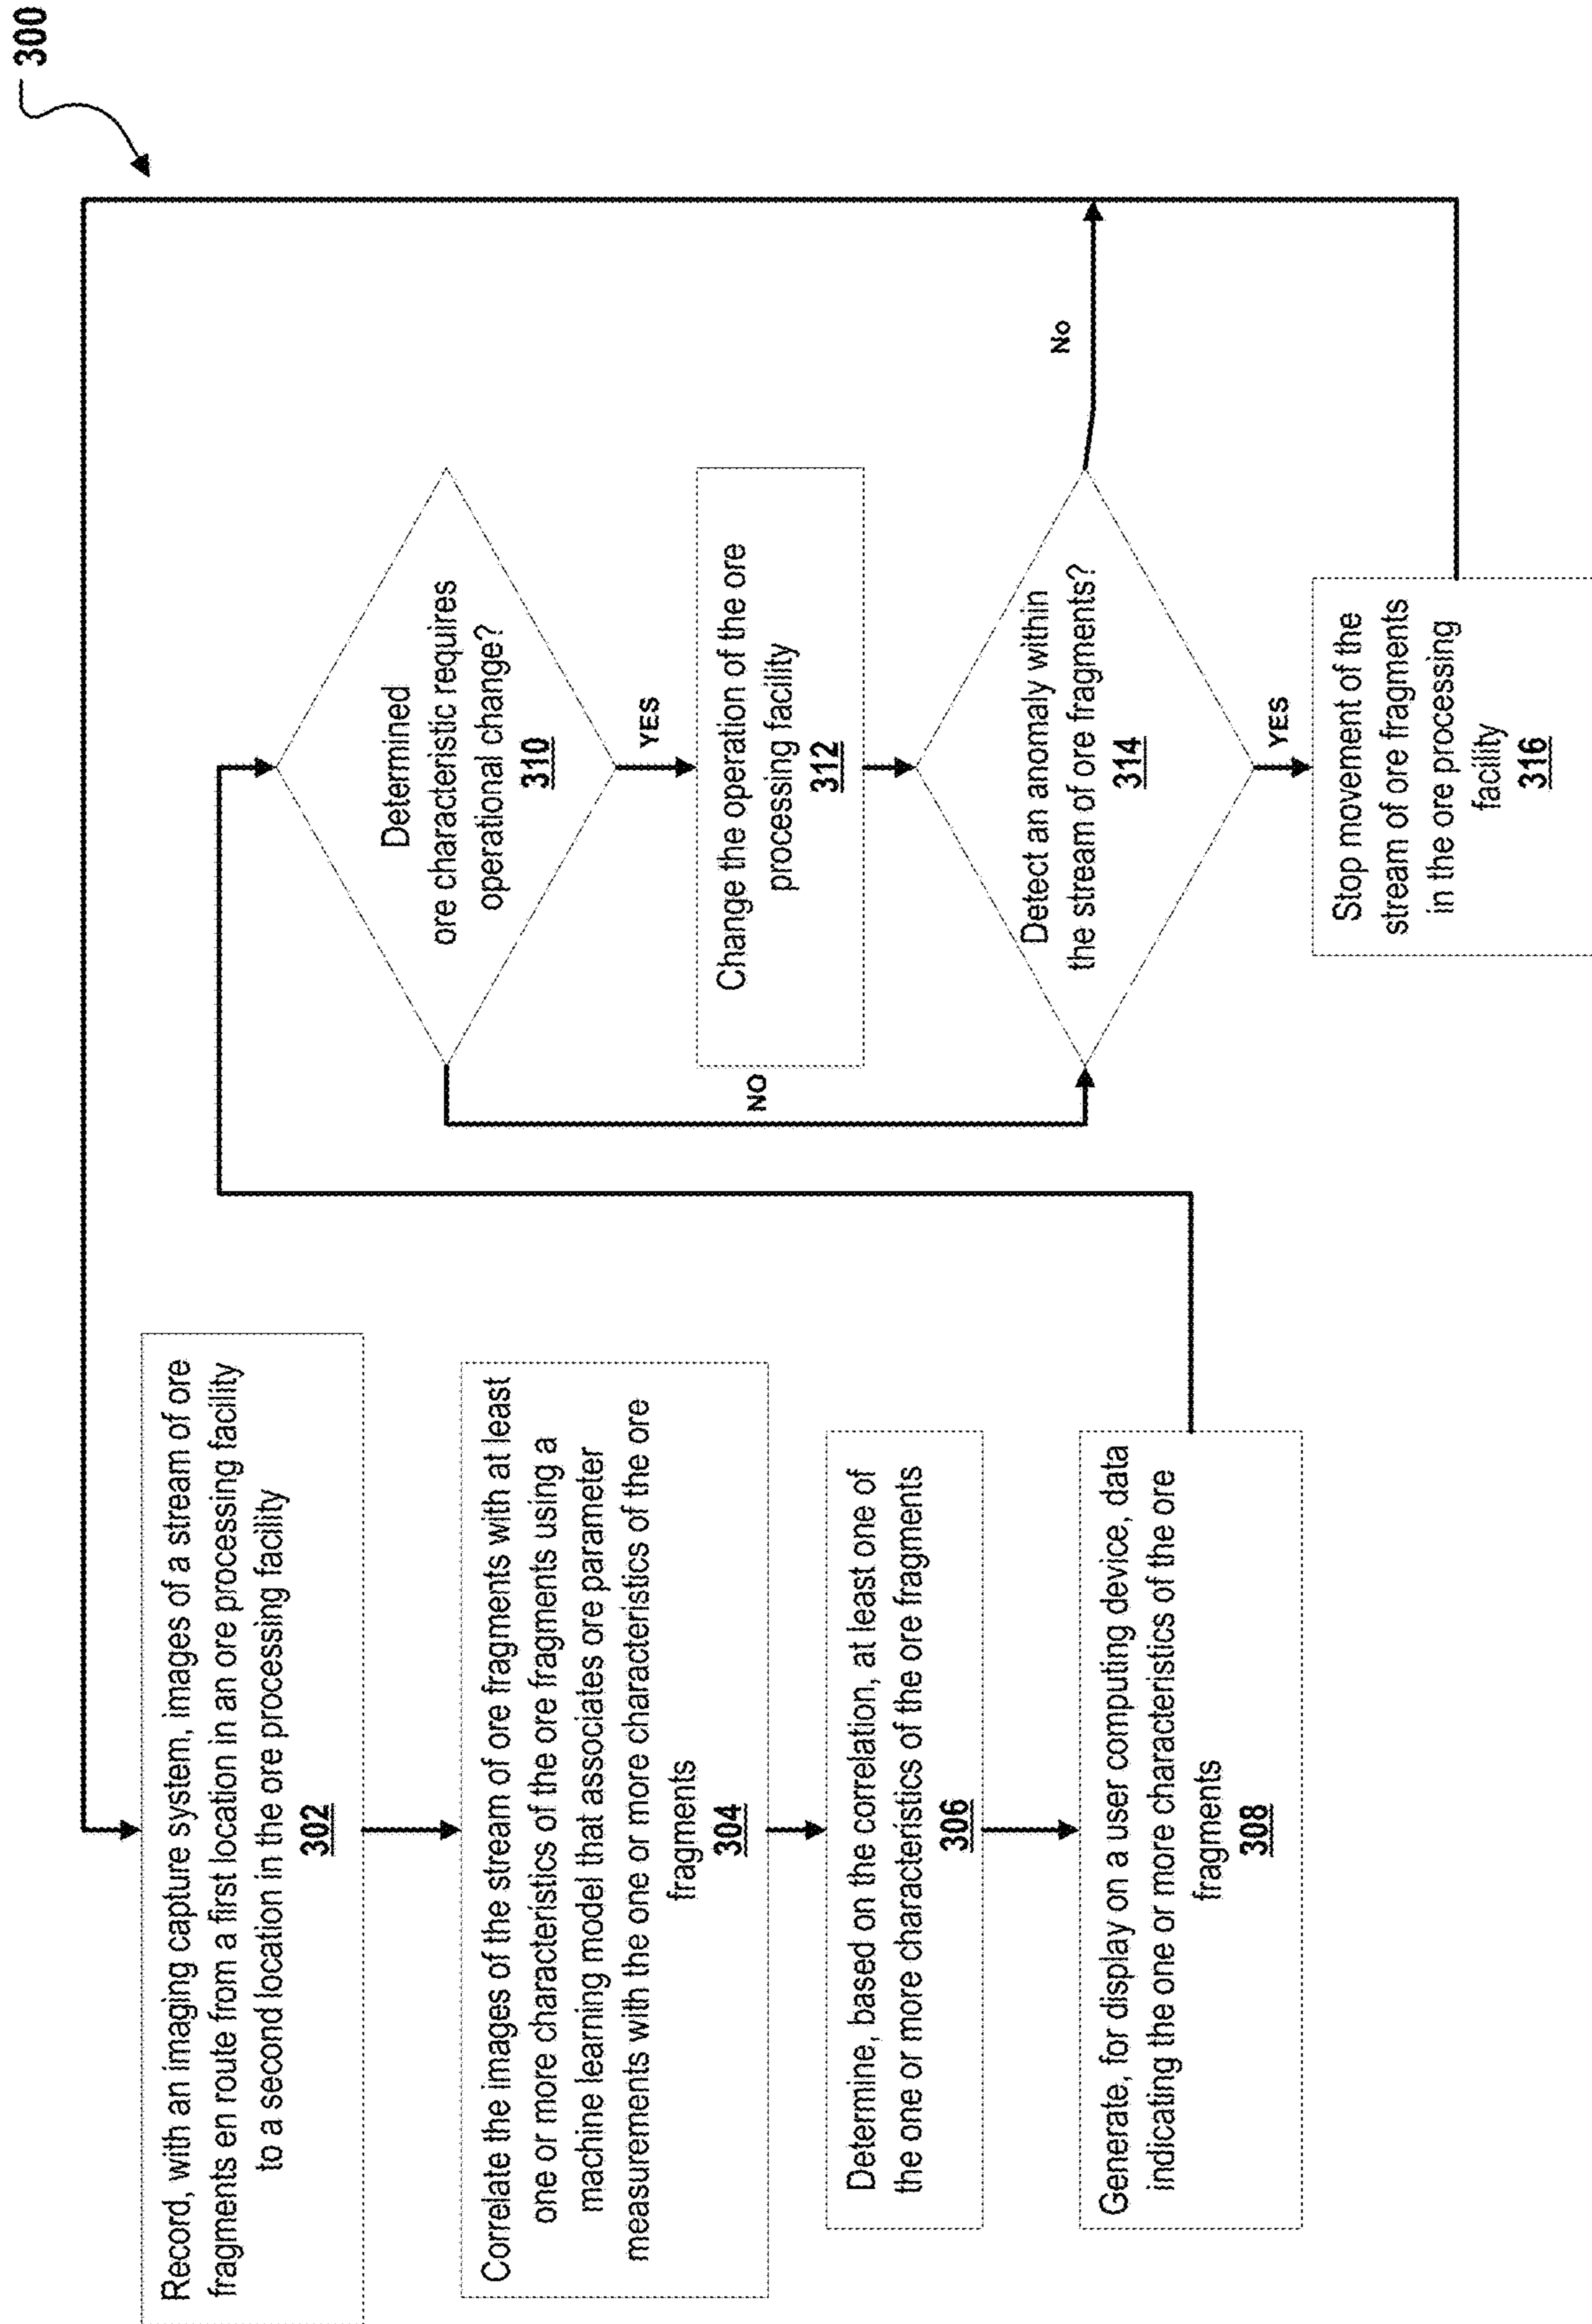 300
Record, with an imaging capture system, images of a stream of ore
fragments en route from a first location in an ore processing facility
to a second location in the ore processing facility
302
Correlate the images of the stream of ore fragments with at least
one or more characteristics of the ore fragments using a
machine learning model that associates ore parameter
measurements with the one or more characteristics of the ore
fragments
304
Determine, based on the correlation, at least one of
the one or more characteristics of the ore fragments
306
Generate, for display on a user computing device, data
indicating the one or more characteristics of the ore
fragments
308
Determined
ore characteristic requires
operational change?
310
YES
NO
Change the operation of the ore
processing facility
312
Detect an anomaly within
the stream of ore fragments?
314
No
YES
Stop movement of the
stream of ore fragments
in the ore processing
facility
316